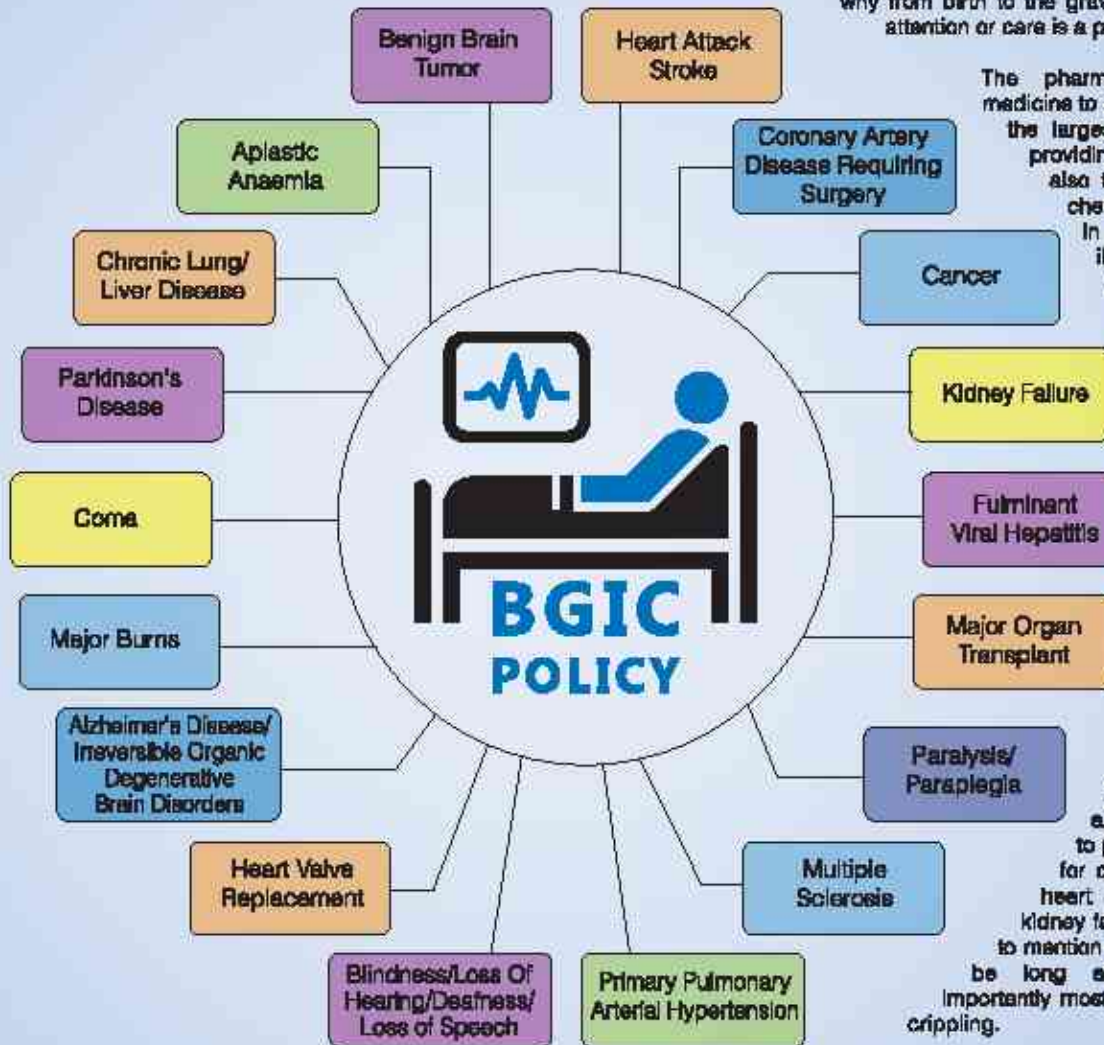 why from birth to the grav
attention or care is a p
The pharm
medicine to
the larges
providin
also
che
In
Benign Brain
Tumor
Heart Attack
Stroke
Coronary Artery
Disease Requiring
Surgery
Cancer
Kidney Failure
Fulminant
Viral Hepatitis
Major Organ
Transplant
Paralysis/
Paraplegia
Multiple
Sclerosis
Primary Pulmonary
Arterial Hypertension
Blindness/Loss Of
Hearing/Deafness/
Loss of Speech
Heart Valve
Replacement
Alzheimer's Disease/
Irreversible Organic
Degenerative
Brain Disorders
Major Burns
Coma
Parkinson's
Disease
Chronic Lung/
Liver Disease
Aplastic
Anaemia
BGIC
POLICY
a
to p
for c
heart
kidney fa
to mention
be long a
importantly most
crippling.